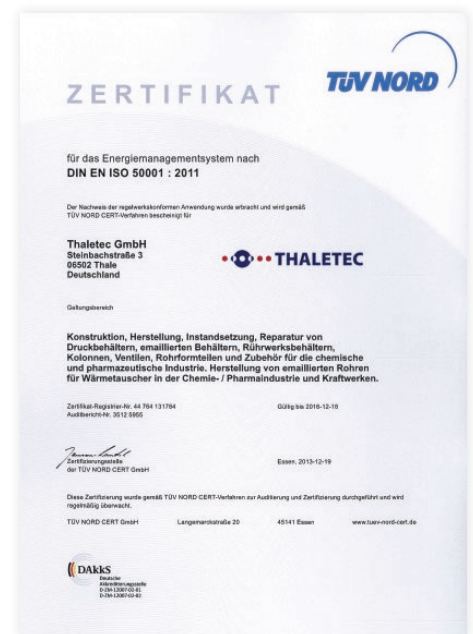 TÜV NORD
ZERTIFIKAT
für das Energiemanagementsystem nach
DIN EN ISO 50001 : 2011
Der Nachweis der regelwerkskonformen Anwendung wurde erbracht und wird gemäß
TÜV NORD CERT-Verfahren bescheinigt für
Thaletec GmbH
Steinbachstraße 3
06502 Thale
Deutschland
THALETEC
Geltungsbereich
Konstruktion, Herstellung, Instandsetzung, Reparatur von
Druckbehältern, emaillierten Behältern, Rührwerksbehältern,
Kolonnen, Ventilen, Rohrformteilen und Zubehör für die chemische
und pharmazeutische Industrie. Herstellung von emaillierten Rohren
für Wärmetauscher in der Chemie- / Pharmaindustrie und Kraftwerken.
Zertifikat-Registrier-Nr. 44 764 131764
Auditbericht-Nr. 3512 5955
Gültig bis 2016-12-18
Zertifizierungsstelle
der TÜV NORD CERT GmbH
Essen, 2013-12-19
Diese Zertifizierung wurde gemäß TÜV NORD CERT-Verfahren zur Auditierung und Zertifizierung durchgeführt und wird
regelmäßig überwacht.
TÜV NORD CERT GmbH Langemarckstraße 20 45141 Essen www.tuev-nord-cert.de
DAkkS
Deutsche
Akkreditierungsstelle
D-ZM-12007-01-01